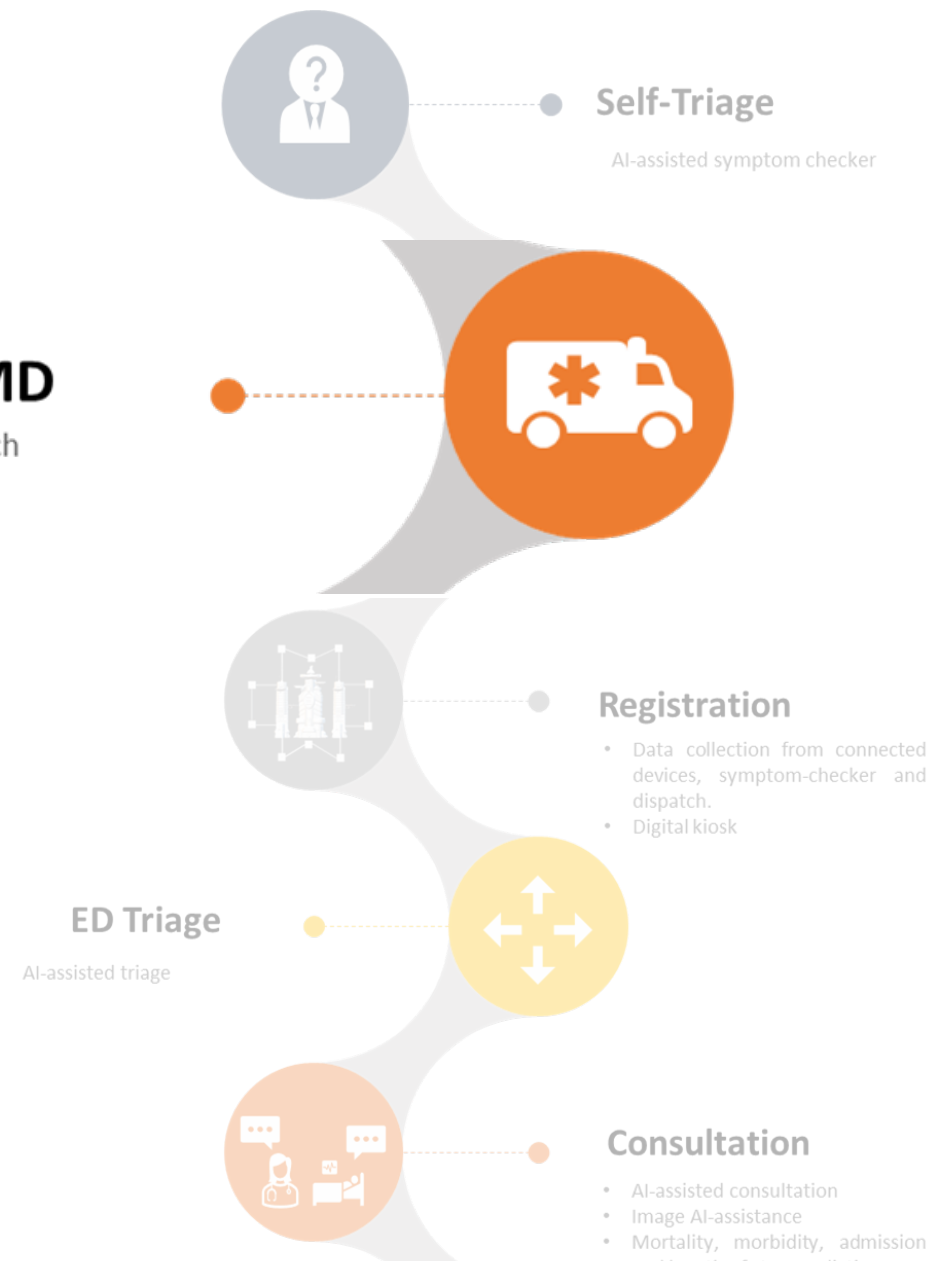 ?
Self-Triage
AI-assisted symptom checker
MD
ch
Registration
• Data collection from connected
devices, symptom-checker and
dispatch.
• Digital kiosk
ED Triage
AI-assisted triage
Consultation
• AI-assisted consultation
• Image AI-assistance
• Mortality, morbidity, admission